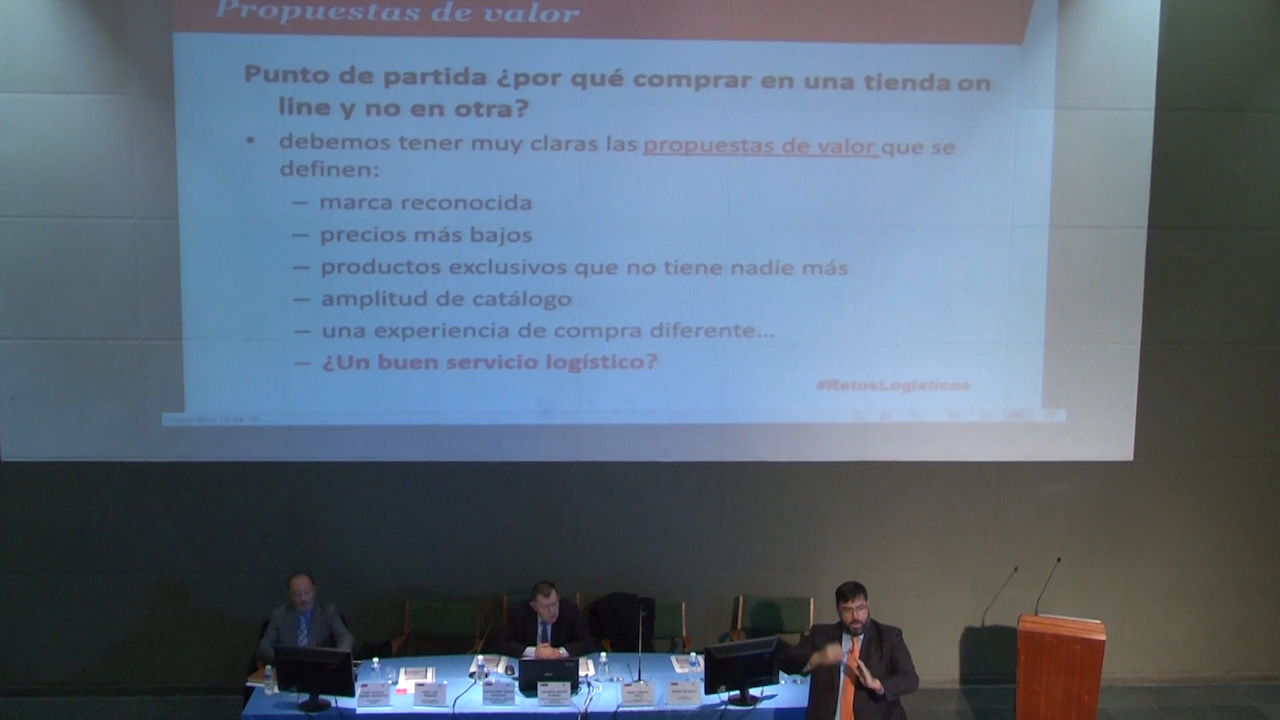 Propuestas de valor
Punto de partida ¿por qué comprar en una tienda on
line y no en otra?
• debemos tener muy claras las propuestas de valor que se
definen:
– marca reconocida
– precios más bajos
– productos exclusivos que no tiene nadie más
– amplitud de catálogo
– una experiencia de compra diferente...
– ¿Un buen servicio logístico?
#RetosLogísticos